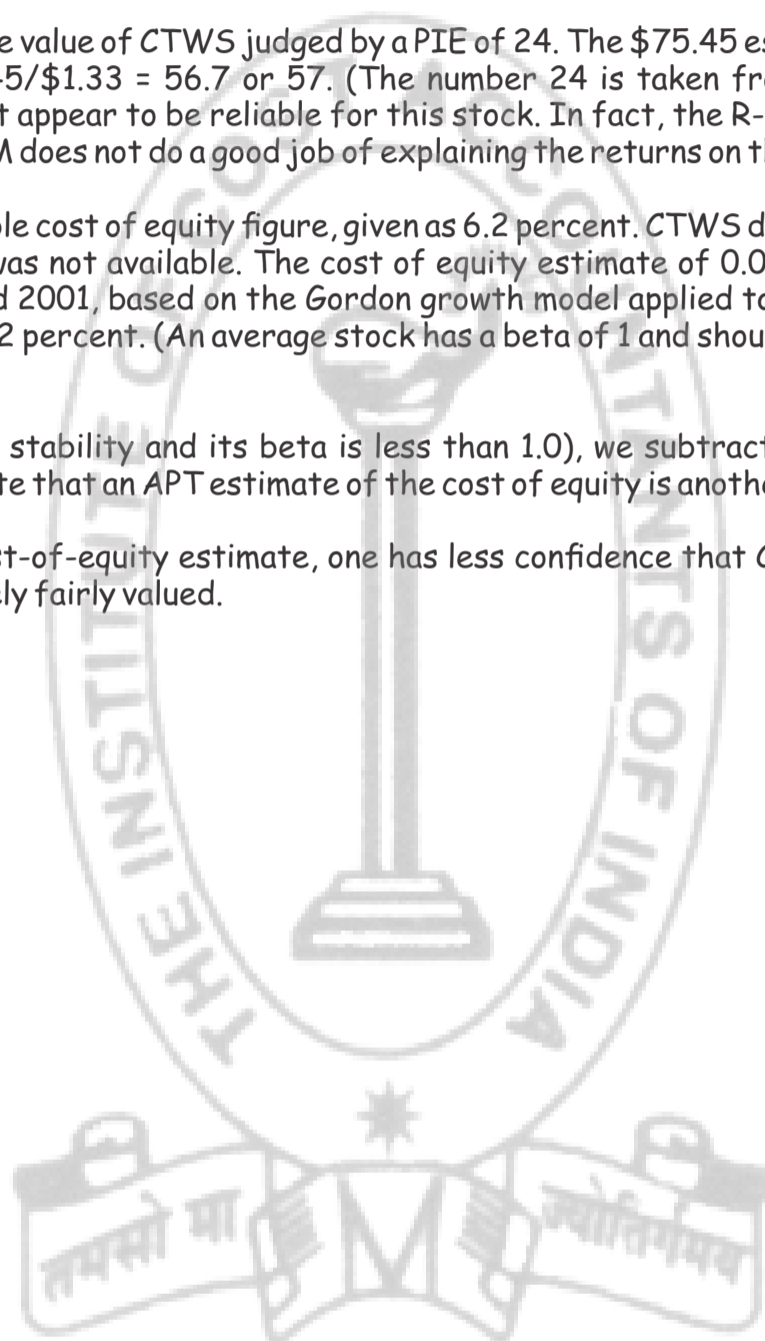 e value of CTWS judged by a PIE of 24. The $75.45 es
5/$1.33 = 56.7 or 57. (The number 24 is taken fr
t appear to be reliable for this stock. In fact, the R-
M does not do a good job of explaining the returns on t
le cost of equity figure, given as 6.2 percent. CTWS d
was not available. The cost of equity estimate of 0.0
d 2001, based on the Gordon growth model applied to
2 percent. (An average stock has a beta of 1 and shou
stability and its beta is less than 1.0), we subtract
te that an APT estimate of the cost of equity is anothe
t-of-equity estimate, one has less confidence that C
ly fairly valued.
THE INSTITUTE OF COST ACCOUNTANTS OF INDIA
तमसो मा
ज्योतिर्गमय